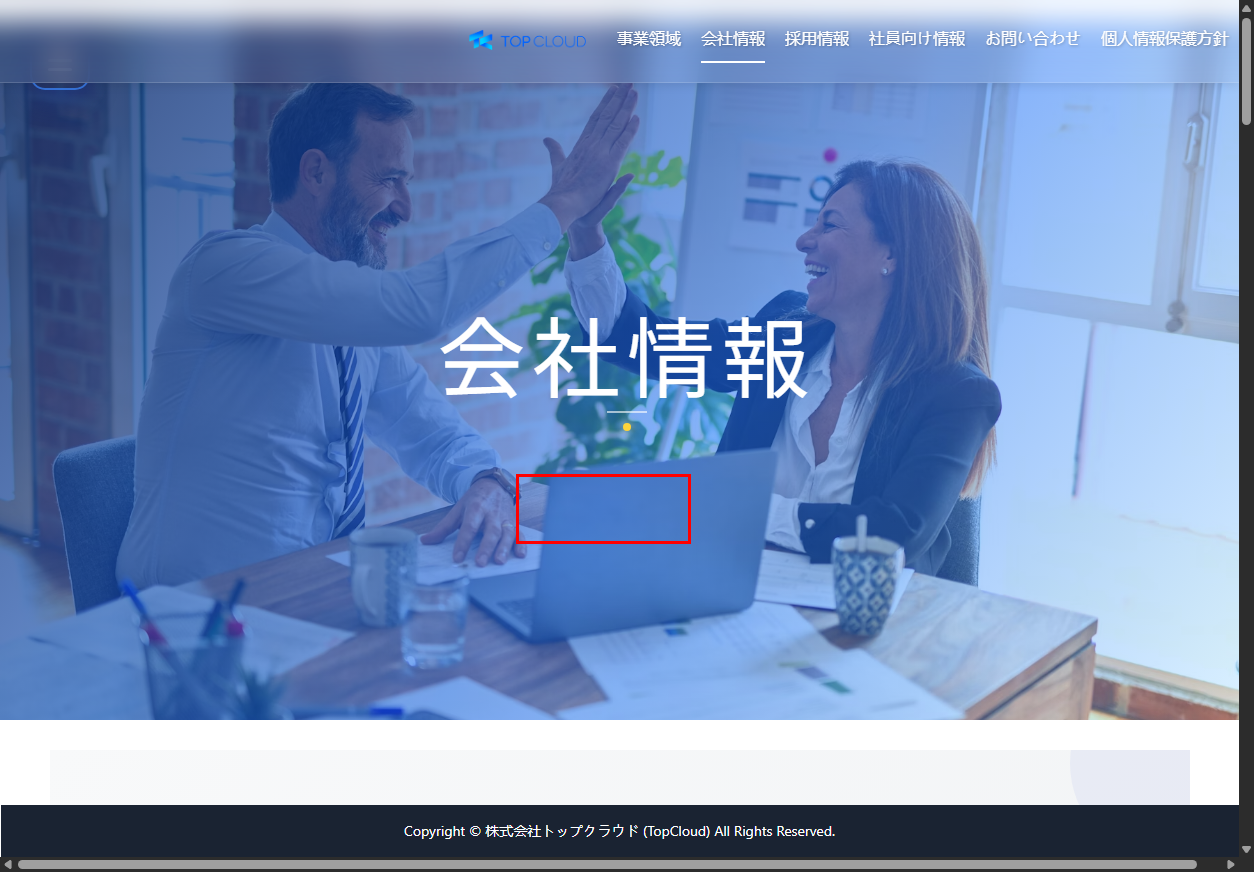 TOP CLOUD
事業領域
会社情報
採用情報
社員向け情報
お問い合わせ
個人情報保護方針
会社情報
Copyright © 株式会社トップクラウド (TopCloud) All Rights Reserved.